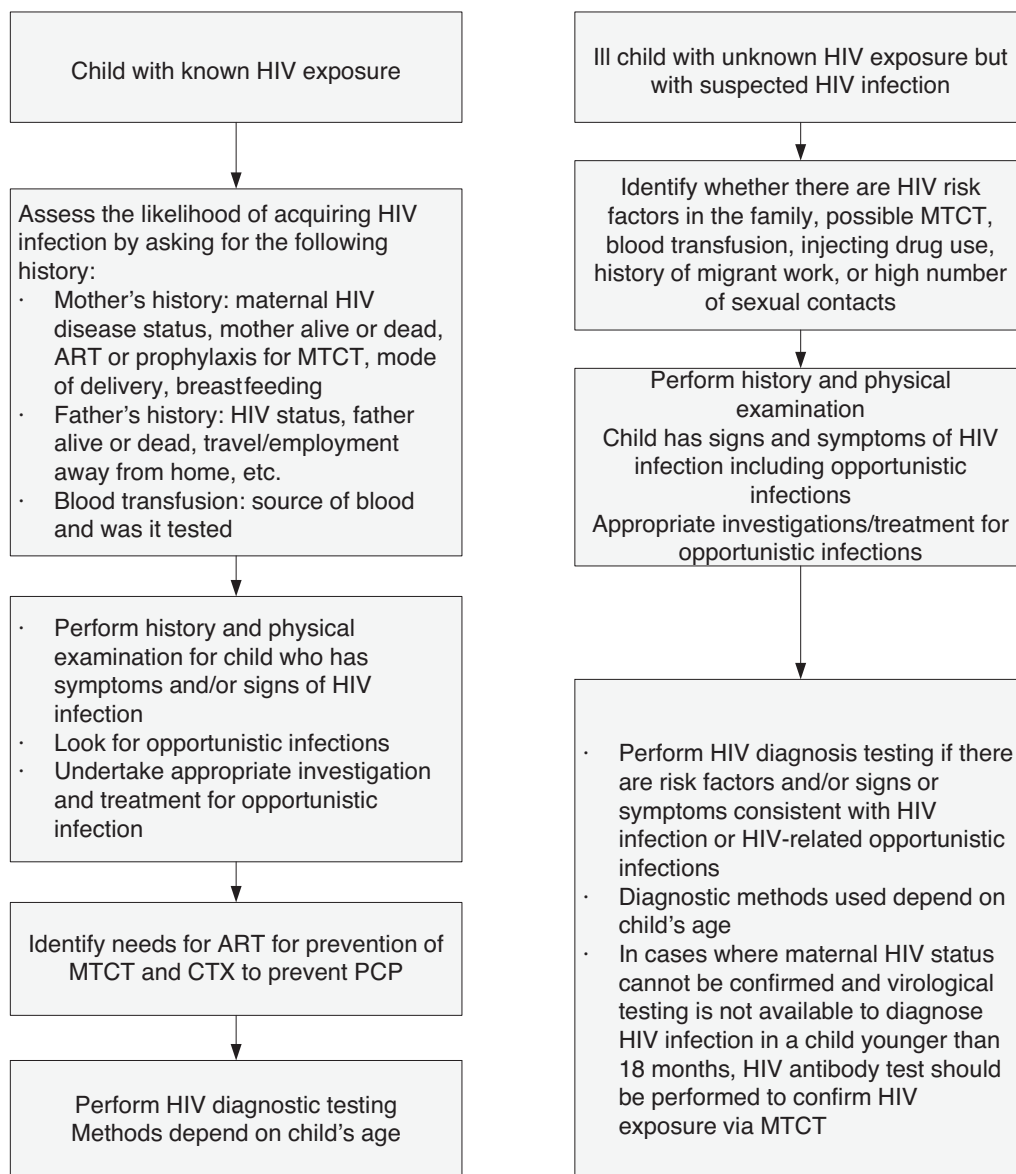 Child with known HIV exposure
Assess the likelihood of acquiring HIV
infection by asking for the following
history:
· Mother's history: maternal HIV
disease status, mother alive or dead,
ART or prophylaxis for MTCT, mode
of delivery, breastfeeding
· Father's history: HIV status, father
alive or dead, travel/employment
away from home, etc.
· Blood transfusion: source of blood
and was it tested
· Perform history and physical
examination for child who has
symptoms and/or signs of HIV
infection
· Look for opportunistic infections
· Undertake appropriate investigation
and treatment for opportunistic
infection
Identify needs for ART for prevention of
MTCT and CTX to prevent PCP
Perform HIV diagnostic testing
Methods depend on child's age
Ill child with unknown HIV exposure but
with suspected HIV infection
Identify whether there are HIV risk
factors in the family, possible MTCT,
blood transfusion, injecting drug use,
history of migrant work, or high number
of sexual contacts
Perform history and physical
examination
Child has signs and symptoms of HIV
infection including opportunistic
infections
Appropriate investigations/treatment for
opportunistic infections
· Perform HIV diagnosis testing if there
are risk factors and/or signs or
symptoms consistent with HIV
infection or HIV-related opportunistic
infections
· Diagnostic methods used depend on
child's age
· In cases where maternal HIV status
cannot be confirmed and virological
testing is not available to diagnose
HIV infection in a child younger than
18 months, HIV antibody test should
be performed to confirm HIV
exposure via MTCT